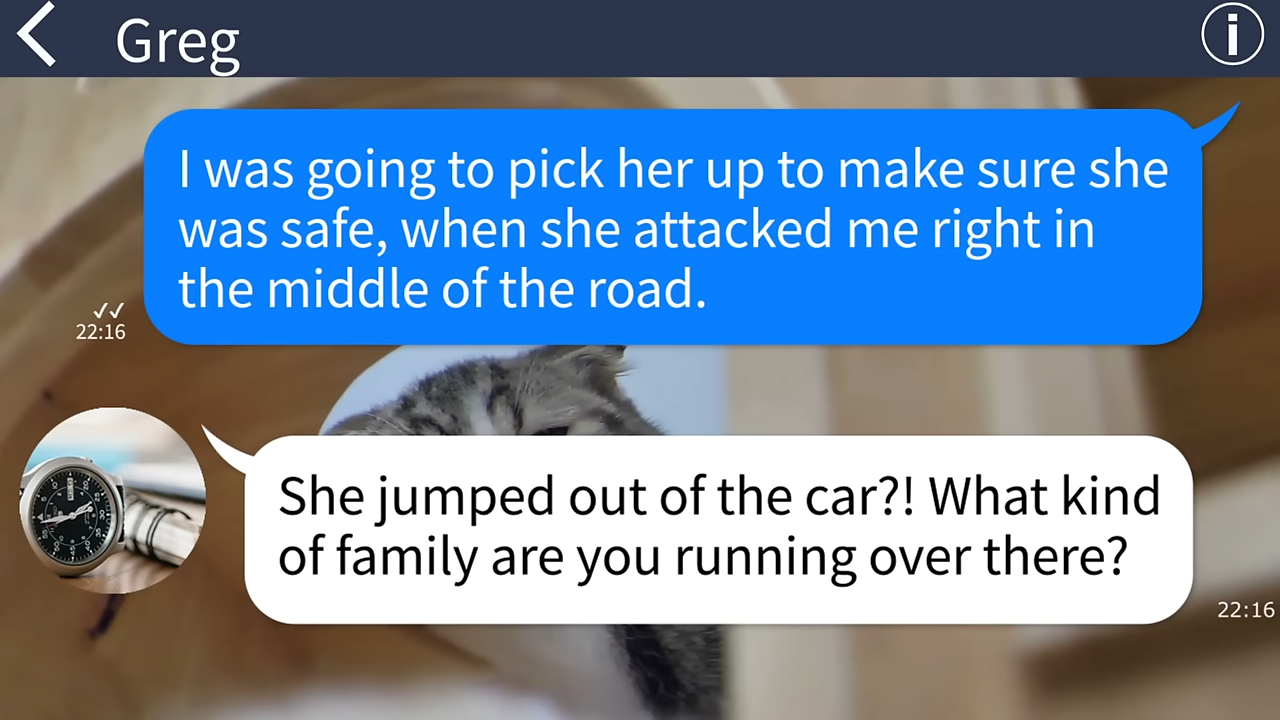 Greg
I was going to pick her up to make sure she
was safe, when she attacked me right in
the middle of the road.
22:16
She jumped out of the car?! What kind
of family are you running over there?
22:16